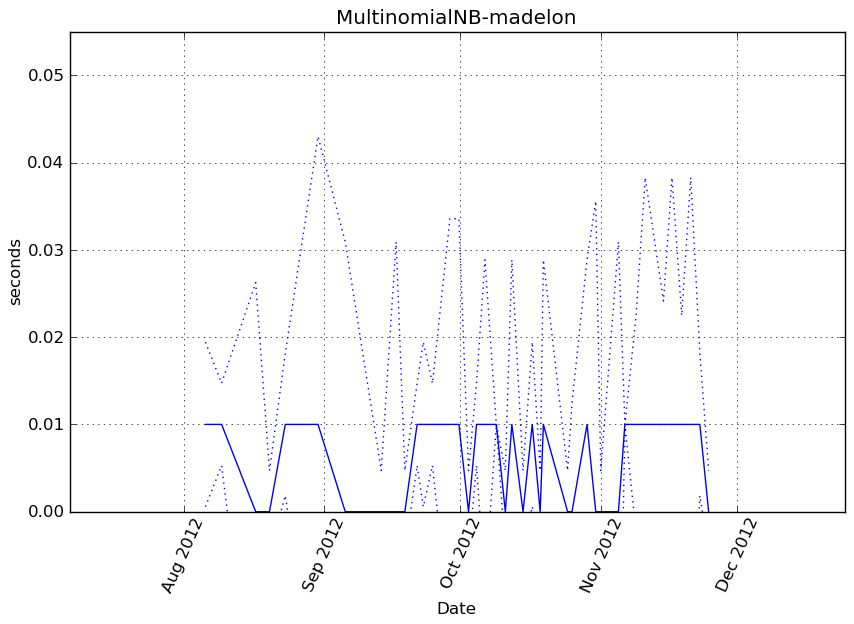 MultinomialNB-madelon
0.05
0.04
0.03
0.02
0.01
0.00
seconds
Aug 2012
Sep 2012
Oct 2012
Nov 2012
Dec 2012
Date